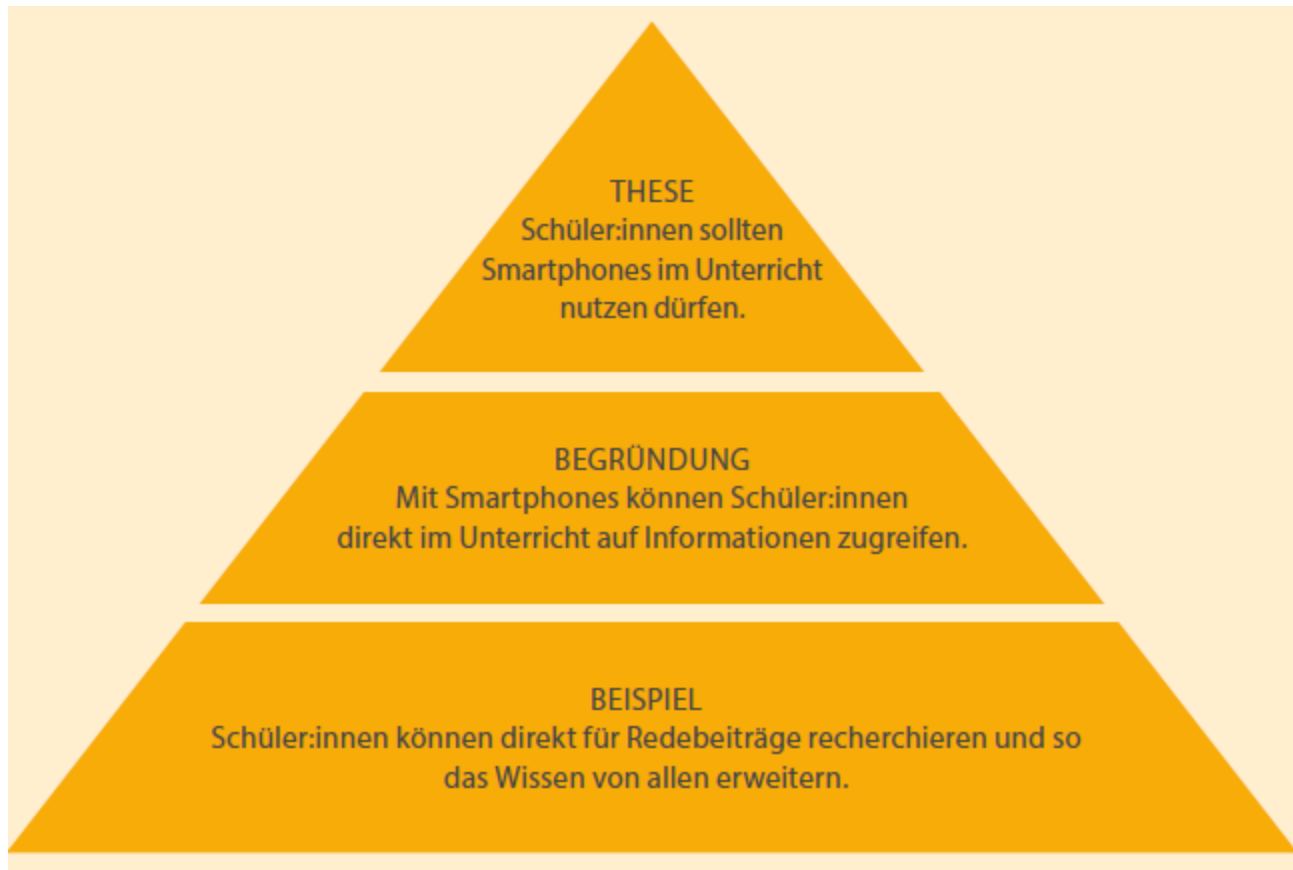 THESE
Schüler:innen sollten
Smartphones im Unterricht
nutzen dürfen.
BEGRÜNDUNG
Mit Smartphones können Schüler:innen
direkt im Unterricht auf Informationen zugreifen.
BEISPIEL
Schüler:innen können direkt für Redebeiträge recherchieren und so
das Wissen von allen erweitern.